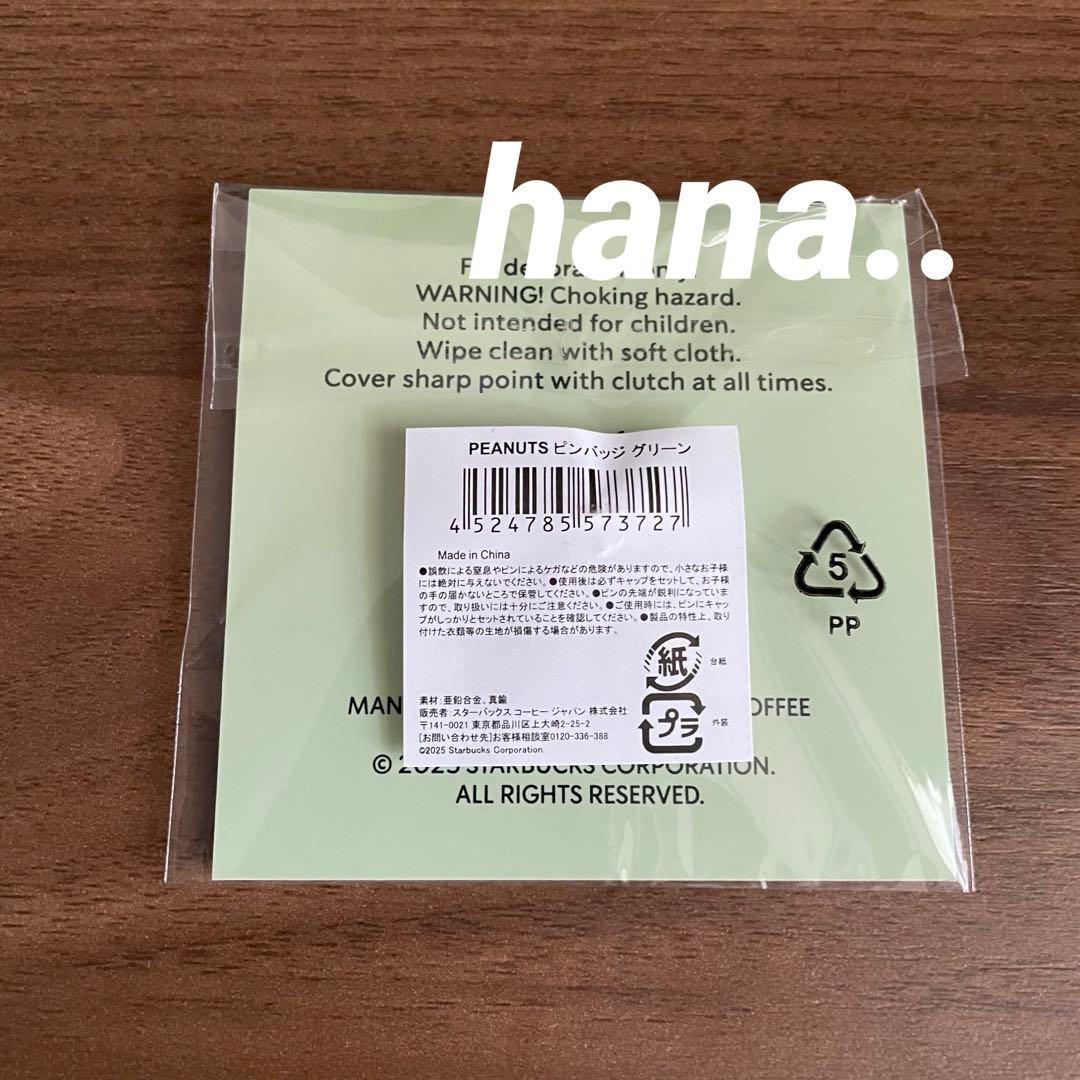 hana..
WARNING! Choking hazard.
Not intended for children.
Wipe clean with soft cloth.
Cover sharp point with clutch at all times.
PEANUTS ピンバッジ グリーン
4 524785 573727
Made in China
●誤飲による窒息やピンによるケガなどの危険がありますので、小さなお子様
には絶対に与えないでください。●使用後は必ずキャップをセットして、お子様
の手の届かないところで保管してください。●ピンの先端が鋭利になっていま
すので、取り扱いには十分にご注意ください。●ご使用時には、ピンにキャッ
プがしっかりとセットされていることを確認してください。●製品の特性上、取り
付けた衣類等の生地が損傷する場合があります。
紙 台紙
プラ 外装
素材:亜鉛合金、真鍮
販売者:スターバックス コーヒー ジャパン 株式会社
〒141-0021 東京都品川区上大崎2-25-2
[お問い合わせ先]お客様相談室0120-336-388
©2025 Starbucks Corporation.
5
PP
© 2025 STARBUCKS CORPORATION.
ALL RIGHTS RESERVED.